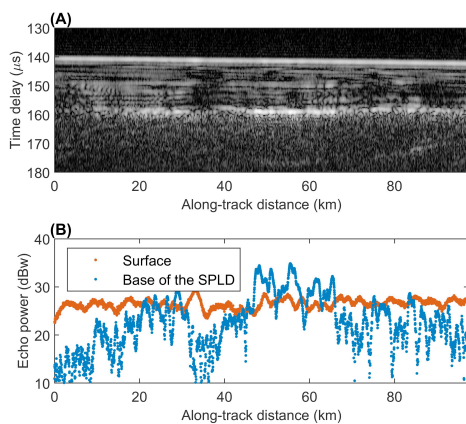 (A)
130
140
150
160
170
180
Time delay (μs)
0 20 40 60 80
Along-track distance (km)
(B)
40
30
20
10
Echo power (dBw)
Surface
Base of the SPLD
0 20 40 60 80
Along-track distance (km)